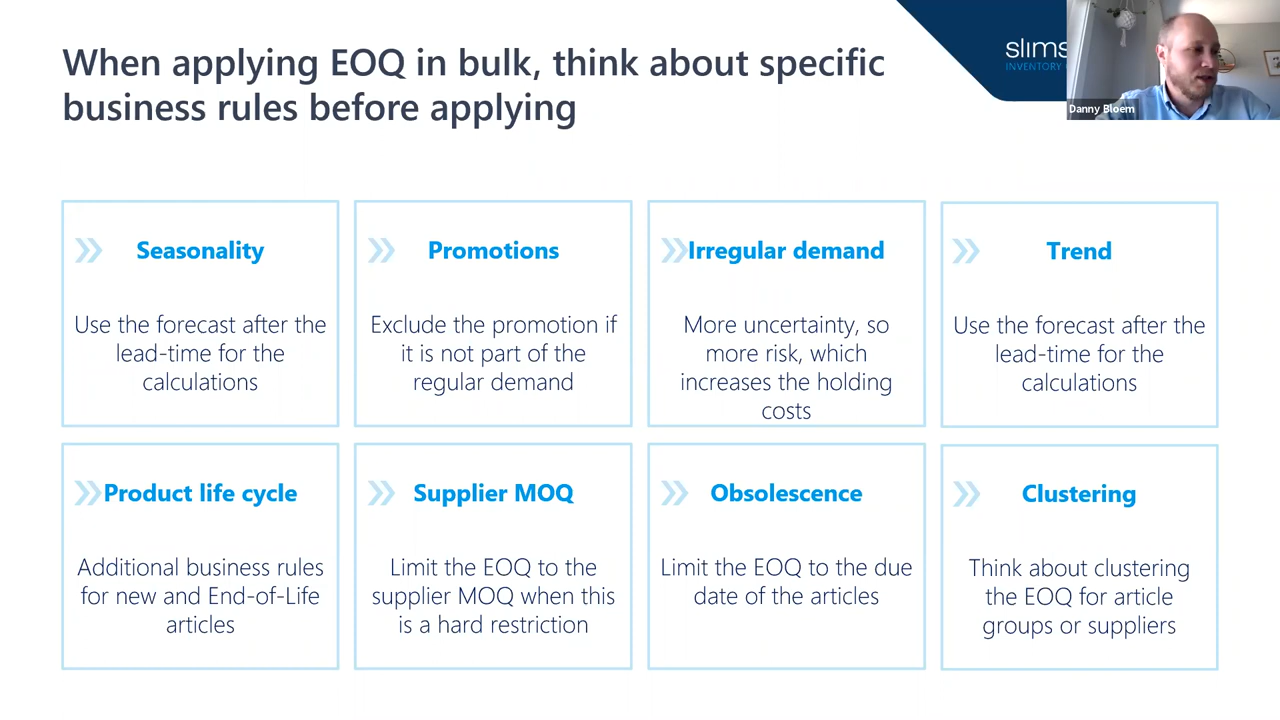 When applying EOQ in bulk, think about specific
business rules before applying
slims
INVENTORY
Danny Bloem
Seasonality
Use the forecast after the
lead-time for the
calculations
Promotions
Exclude the promotion if
it is not part of the
regular demand
Irregular demand
More uncertainty, so
more risk, which
increases the holding
costs
Trend
Use the forecast after the
lead-time for the
calculations
Product life cycle
Additional business rules
for new and End-of-Life
articles
Supplier MOQ
Limit the EOQ to the
supplier MOQ when this
is a hard restriction
Obsolescence
Limit the EOQ to the due
date of the articles
Clustering
Think about clustering
the EOQ for article
groups or suppliers